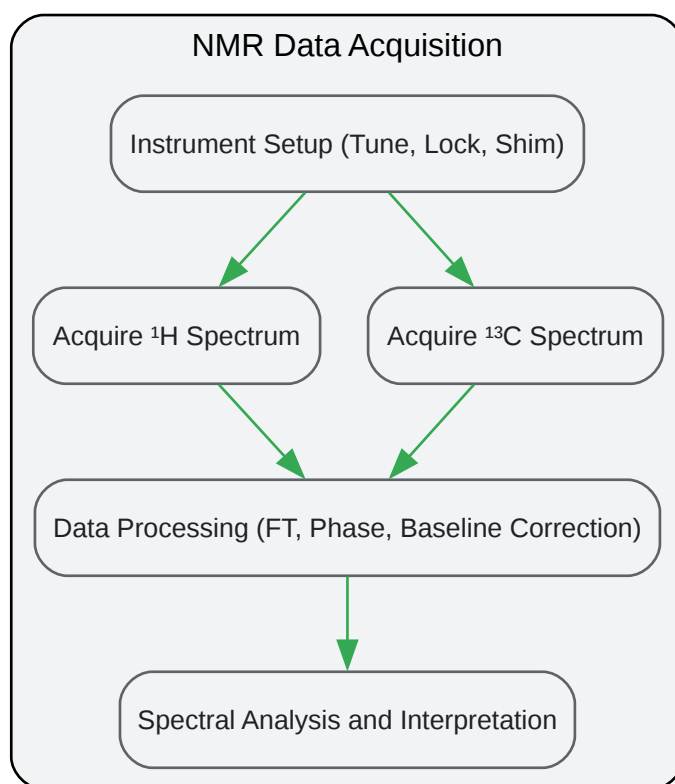 NMR Data Acquisition
Instrument Setup (Tune, Lock, Shim)
Acquire ¹H Spectrum
Acquire ¹³C Spectrum
Data Processing (FT, Phase, Baseline Correction)
Spectral Analysis and Interpretation